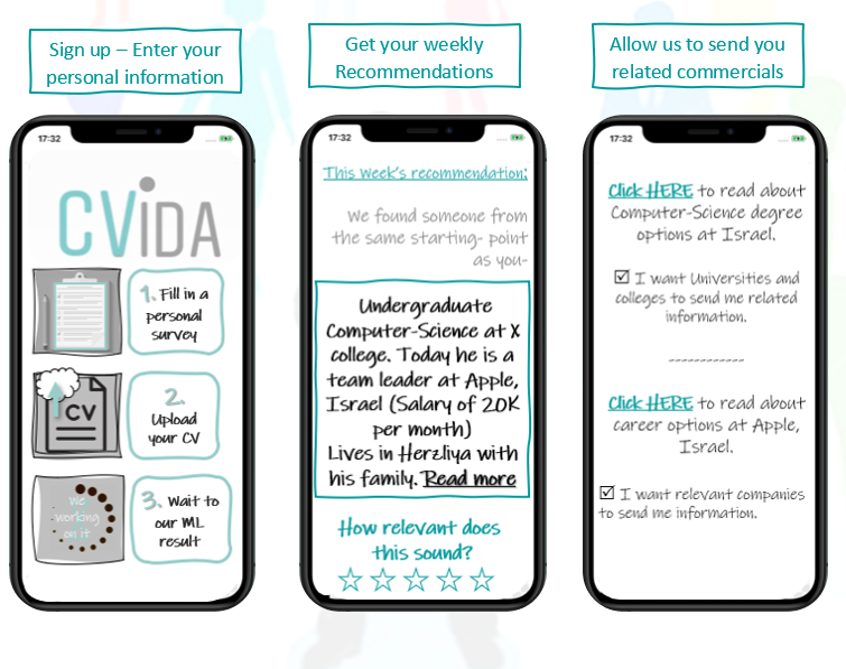 Sign up – Enter your
personal information
17:32
CViDA
1. Fill in a
personal
survey
CV
2.
Upload
your CV
We
working
on it
3. Wait to
our ML
result
Get your weekly
Recommendations
17:32
This week's recommendation:
We found someone from
the same starting- point
as you-
Undergraduate
Computer-Science at X
college. Today he is a
team leader at Apple,
Israel (Salary of 20K
per month)
Lives in Herzliya with
his family. Read more
How relevant does
this sound?
Allow us to send you
related commercials
17:32
Click HERE to read about
Computer-Science degree
options at Israel.
I want Universities and
colleges to send me related
information.
------------
Click HERE to read about
career options at Apple,
Israel.
I want relevant companies
to send me information.